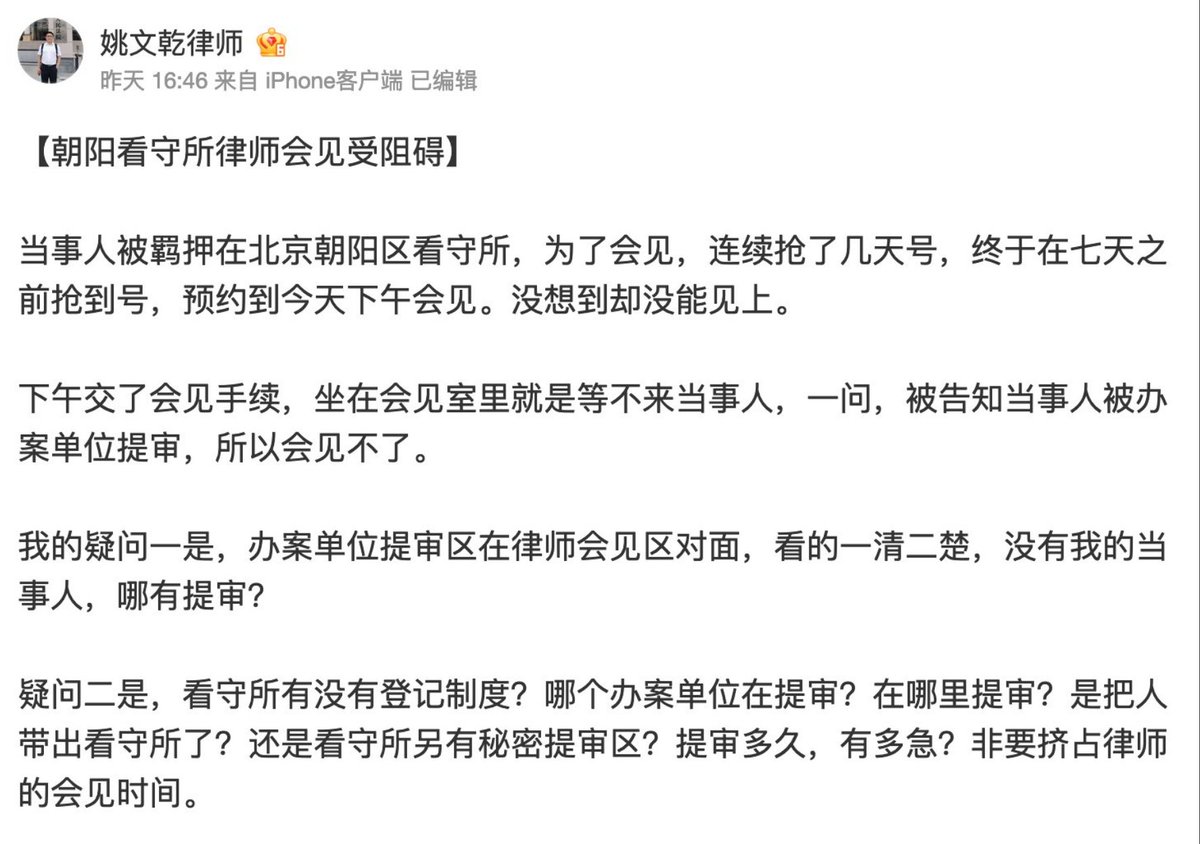 姚文乾律师
昨天 16:46 来自 iPhone客户端 已编辑
【朝阳看守所律师会见受阻碍】
当事人被羁押在北京朝阳区看守所，为了会见，连续抢了几天号，终于在七天之
前抢到号，预约到今天下午会见。没想到却没能见上。
下午交了会见手续，坐在会见室里就是等不来当事人，一问，被告知当事人被办
案单位提审，所以会见不了。
我的疑问一是，办案单位提审区在律师会见区对面，看的一清二楚，没有我的当
事人，哪有提审？
疑问二是，看守所有没有登记制度？哪个办案单位在提审？在哪里提审？是把人
带出看守所了？还是看守所另有秘密提审区？提审多久，有多急？非要挤占律师
的会见时间。